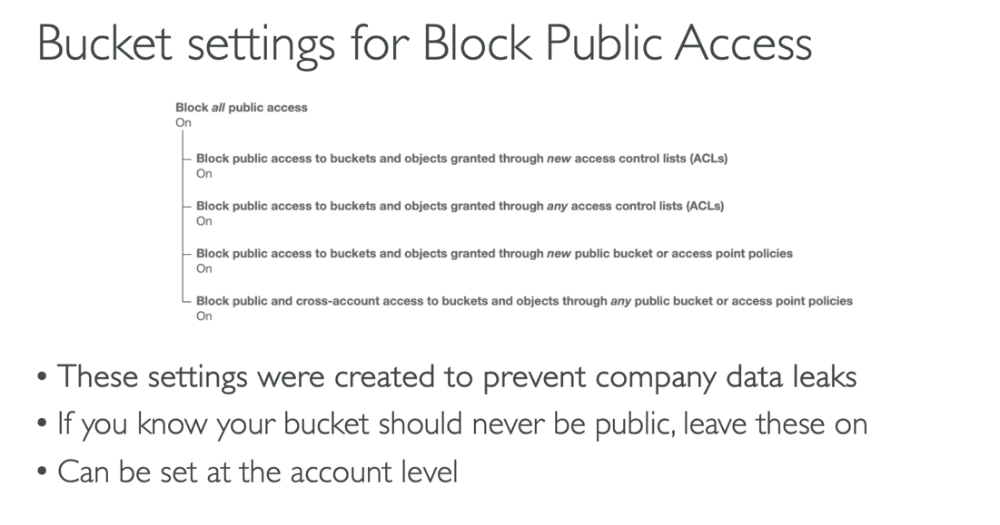 Bucket settings for Block Public Access
Block all public access
On
Block public access to buckets and objects granted through new access control lists (ACLs)
On
Block public access to buckets and objects granted through any access control lists (ACLs)
On
Block public access to buckets and objects granted through new public bucket or access point policies
On
Block public and cross-account access to buckets and objects through any public bucket or access point policies
On
• These settings were created to prevent company data leaks
• If you know your bucket should never be public, leave these on
• Can be set at the account level